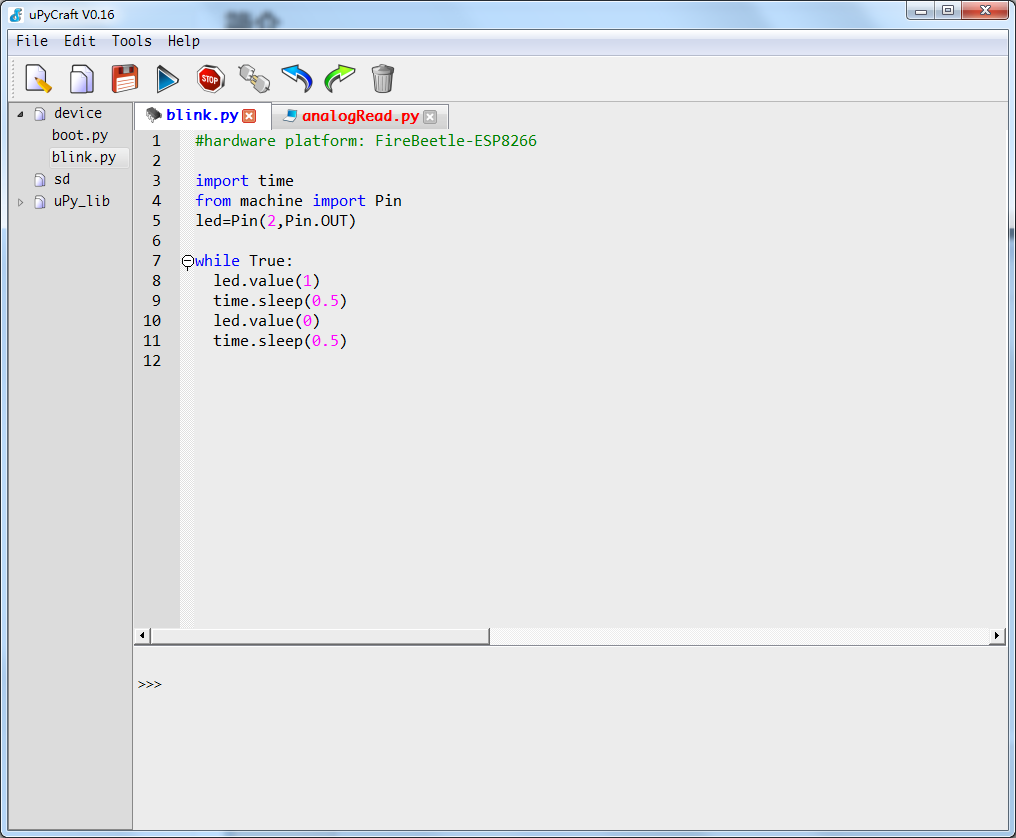 uPyCraft V0.16
File Edit Tools Help
STOP
device
boot.py
blink.py
sd
uPy_lib
blink.py analogRead.py
1 #hardware platform: FireBeetle-ESP8266
2
3 import time
4 from machine import Pin
5 led=Pin(2,Pin.OUT)
6
7 while True:
8   led.value(1)
9   time.sleep(0.5)
10   led.value(0)
11   time.sleep(0.5)
12
>>>